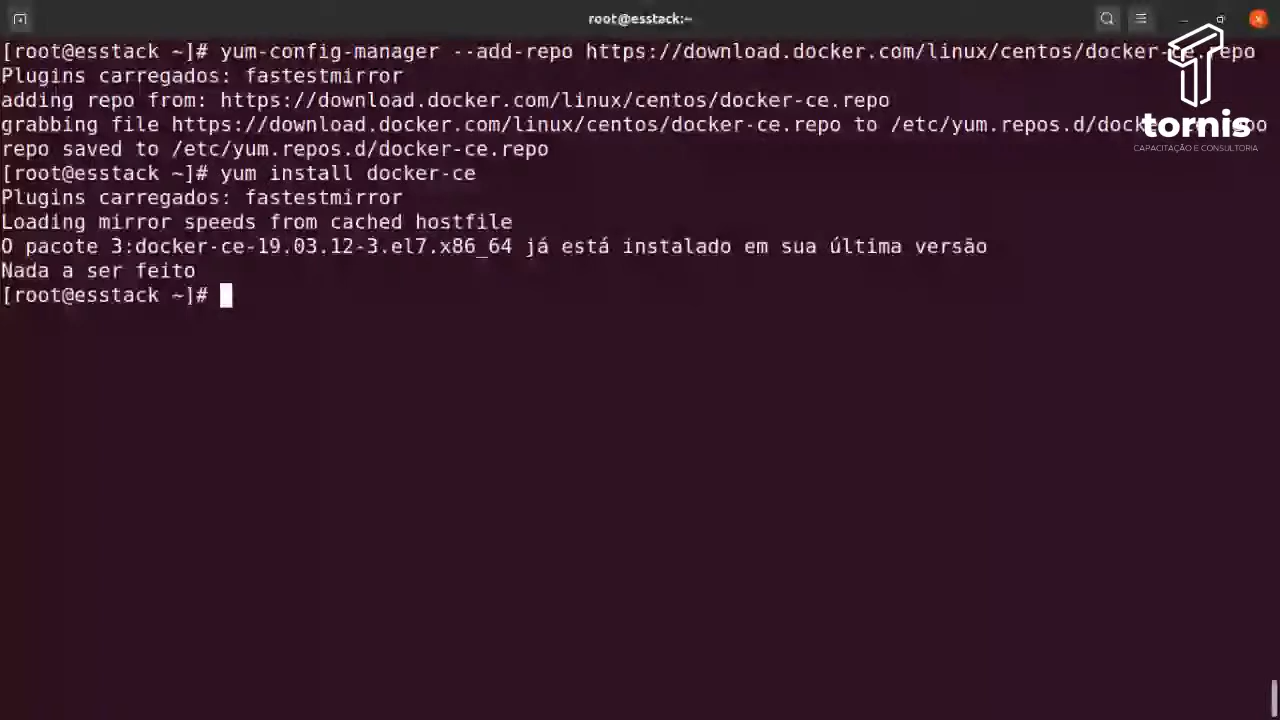 root@esstack:~
[root@esstack ~]# yum-config-manager --add-repo https://download.docker.com/linux/centos/docker-ce.repo
Plugins carregados: fastestmirror
adding repo from: https://download.docker.com/linux/centos/docker-ce.repo
grabbing file https://download.docker.com/linux/centos/docker-ce.repo to /etc/yum.repos.d/docker-ce.repo
repo saved to /etc/yum.repos.d/docker-ce.repo
[root@esstack ~]# yum install docker-ce
Plugins carregados: fastestmirror
Loading mirror speeds from cached hostfile
O pacote 3:docker-ce-19.03.12-3.el7.x86_64 já está instalado em sua última versão
Nada a ser feito
[root@esstack ~]#
tornis
CAPACITAÇÃO E CONSULTORIA